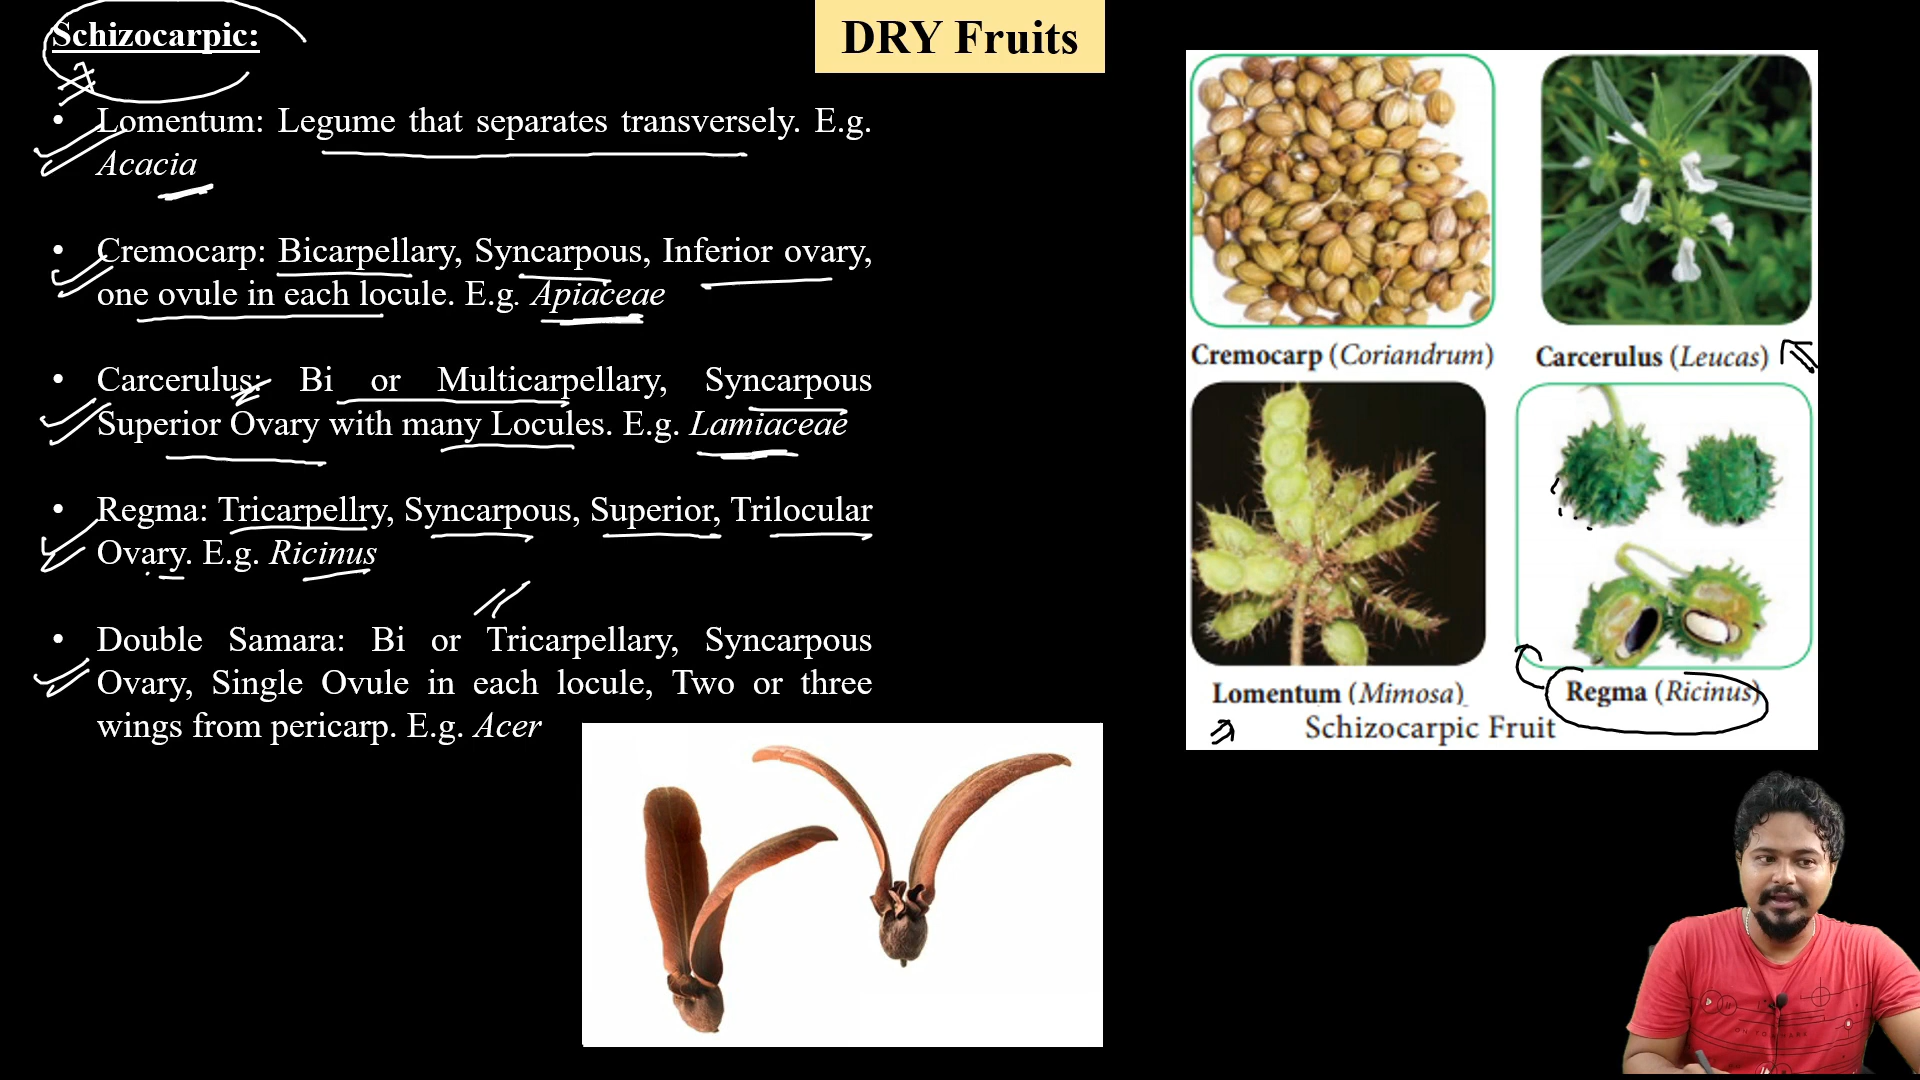 DRY Fruits
Schizocarpic:
• Lomentum: Legume that separates transversely. E.g.
Acacia
• Cremocarp: Bicarpellary, Syncarpous, Inferior ovary,
one ovule in each locule. E.g. Apiaceae
• Carcerulus: Bi or Multicarpellary, Syncarpous
Superior Ovary with many Locules. E.g. Lamiaceae
• Regma: Tricarpellry, Syncarpous, Superior, Trilocular
Ovary. E.g. Ricinus
• Double Samara: Bi or Tricarpellary, Syncarpous
Ovary, Single Ovule in each locule, Two or three
wings from pericarp. E.g. Acer
Cremocarp (Coriandrum)
Carcerulus (Leucas)
Lomentum (Mimosa)
Regma (Ricinus)
Schizocarpic Fruit